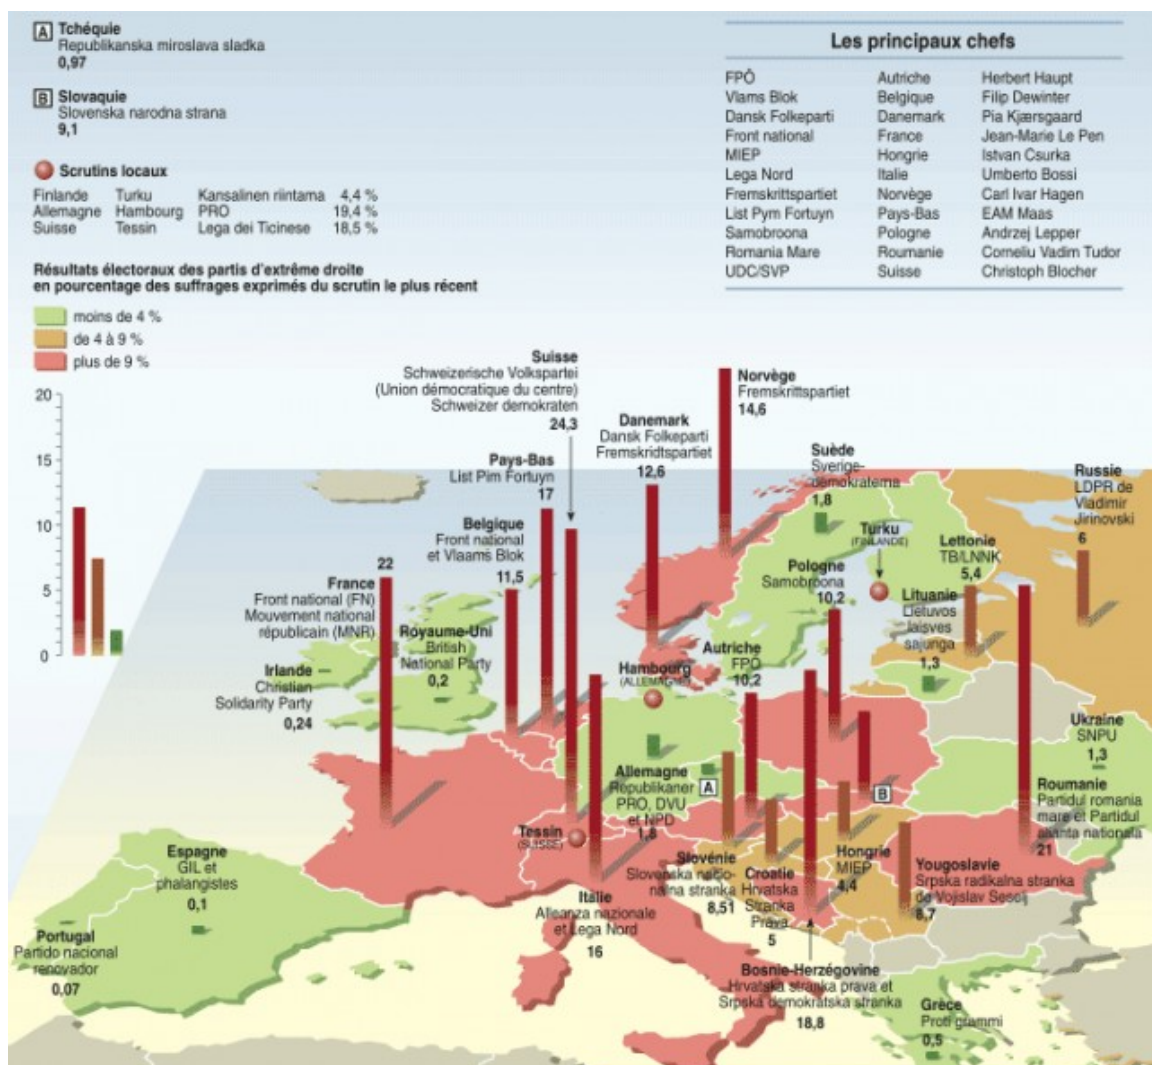 A Tchéquie
Republikanska miroslava sladka
0,97
B Slovaquie
Slovenska narodna strana
9,1
Scrutins locaux
Finlande Turku Kansalinen riintama 4,4 %
Allemagne Hambourg PRO 19,4 %
Suisse Tessin Lega dei Ticinese 18,5 %
Résultats électoraux des partis d'extrême droite
en pourcentage des suffrages exprimés du scrutin le plus récent
moins de 4 %
de 4 à 9 %
plus de 9 %
Les principaux chefs
FPÖ Autriche Herbert Haupt
Vlams Blok Belgique Filip Dewinter
Dansk Folkeparti Danemark Pia Kjærsgaard
Front national France Jean-Marie Le Pen
MIEP Hongrie Istvan Csurka
Lega Nord Italie Umberto Bossi
Fremskrittspartiet Norvège Carl Ivar Hagen
List Pym Fortuyn Pays-Bas EAM Maas
Samobroona Pologne Andrzej Lepper
Romania Mare Roumanie Corneliu Vadim Tudor
UDC/SVP Suisse Christoph Blocher
20
15
10
5
0
Suisse
Schweizerische Volkspartei
(Union démocratique du centre)
Schweizer demokraten
24,3
Norvège
Fremskrittspartiet
14,6
Danemark
Dansk Folkeparti
Fremskridtspartiet
12,6
Pays-Bas
List Pim Fortuyn
17
Suède
Sverige-
demokraterna
1,8
Russie
LDPR de
Vladimir
Jirinovski
6
Belgique
Front national
et Vlaams Blok
11,5
Turku
(FINLANDE)
Lettonie
TB/LNNK
5,4
22
France
Front national (FN)
Mouvement national
républicain (MNR)
Pologne
Samobroona
10,2
Lituanie
Lietuvos
laisves
sajunga
1,3
Royaume-Uni
British
National Party
0,2
Irlande
Christian
Solidarity Party
0,24
Hambourg
(ALLEMAGNE)
Autriche
FPÖ
10,2
Ukraine
SNPU
1,3
Allemagne
Republikaner
PRO, DVU
et NPD
1,8
A
B
Roumanie
Partidul romania
mare et Partidul
alianta nationala
21
Tessin
(SUISSE)
Espagne
GIL et
phalangistes
0,1
Slovénie
Slovenska nacio-
nalna stranka
8,51
Croatie
Hrvatska
Stranka
Prava
5
Hongrie
MIEP
4,4
Yougoslavie
Srpska radikalna stranka
de Vojislav Seselj
8,7
Italie
Alleanza nazionale
et Lega Nord
16
Portugal
Partido nacional
renovador
0,07
Bosnie-Herzégovine
Hrvatska stranka prava et
Srpska demokratska stranka
18,8
Grèce
Proti grammi
0,5